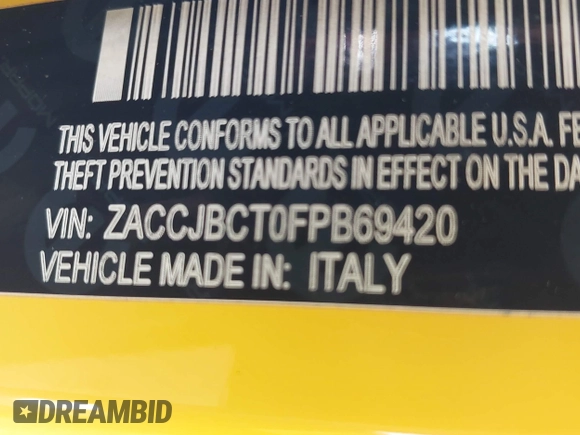 THIS VEHICLE CONFORMS TO ALL APPLICABLE U.S.A. FE
THEFT PREVENTION STANDARDS IN EFFECT ON THE DA
VIN: ZACCJBCT0FPB69420
VEHICLE MADE IN: ITALY
DREAMBID